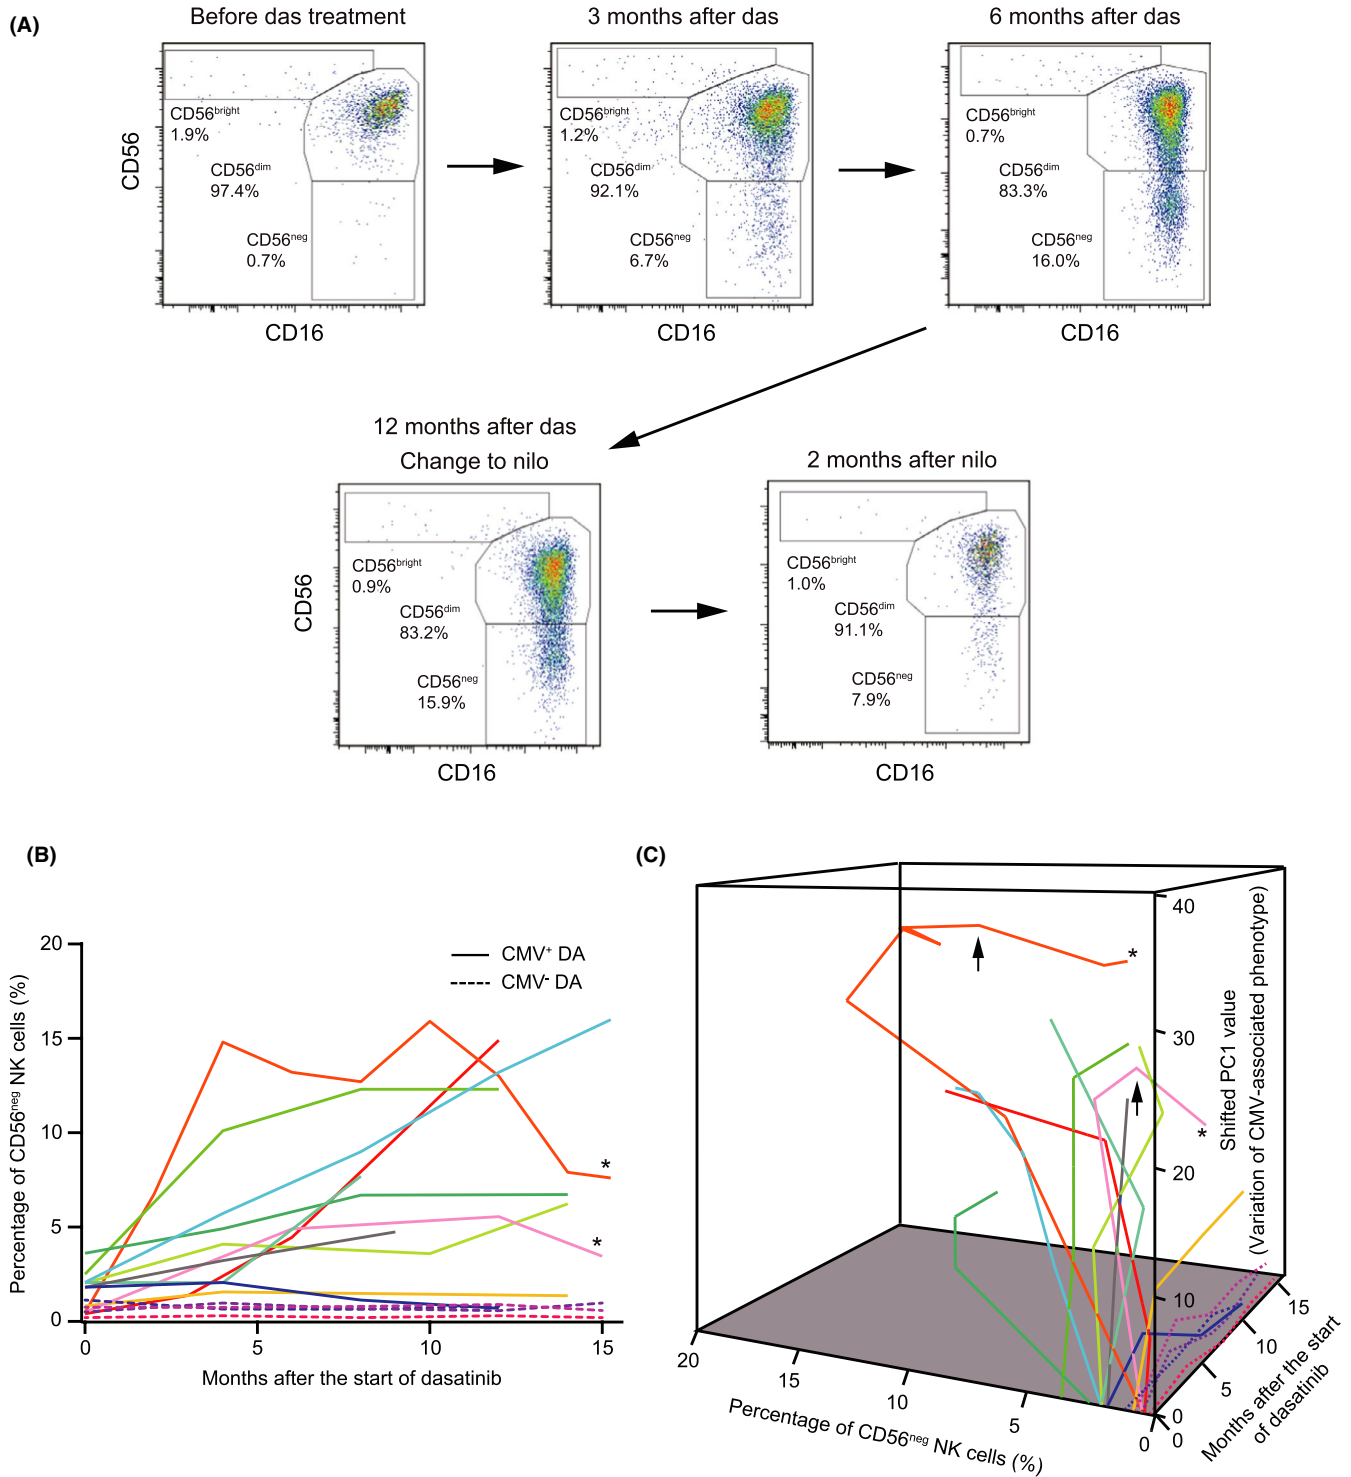 (A)
Before das treatment
3 months after das
6 months after das
CD56
CD56bright
1.9%
CD56dim
97.4%
CD56neg
0.7%
CD16
CD56bright
1.2%
CD56dim
92.1%
CD56neg
6.7%
CD16
CD56bright
0.7%
CD56dim
83.3%
CD56neg
16.0%
CD16
12 months after das
Change to nilo
2 months after nilo
CD56
CD56bright
0.9%
CD56dim
83.2%
CD56neg
15.9%
CD16
CD56bright
1.0%
CD56dim
91.1%
CD56neg
7.9%
CD16
(B)
Percentage of CD56neg NK cells (%)
20
15
10
5
0
CMV+ DA
CMV- DA
*
*
0
5
10
15
Months after the start of dasatinib
(C)
40
30
20
10
0
Shifted PC1 value
(Variation of CMV-associated phenotype)
*
*
20
15
10
5
0
Percentage of CD56neg NK cells (%)
0
5
10
15
Months after the start
of dasatinib